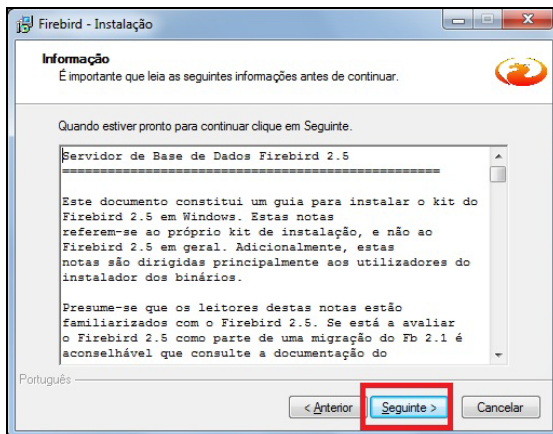 Firebird - Instalação
Informação
É importante que leia as seguintes informações antes de continuar.
Quando estiver pronto para continuar clique em Seguinte.
Servidor de Base de Dados Firebird 2.5
==================================================
Este documento constitui um guia para instalar o kit do
Firebird 2.5 em Windows. Estas notas
referem-se ao próprio kit de instalação, e não ao
Firebird 2.5 em geral. Adicionalmente, estas
notas são dirigidas principalmente aos utilizadores do
instalador dos binários.
Presume-se que os leitores destas notas estão
familiarizados com o Firebird 2.5. Se está a avaliar
o Firebird 2.5 como parte de uma migração do Fb 2.1 é
aconselhável que consulte a documentação do
Português
< Anterior
Seguinte >
Cancelar